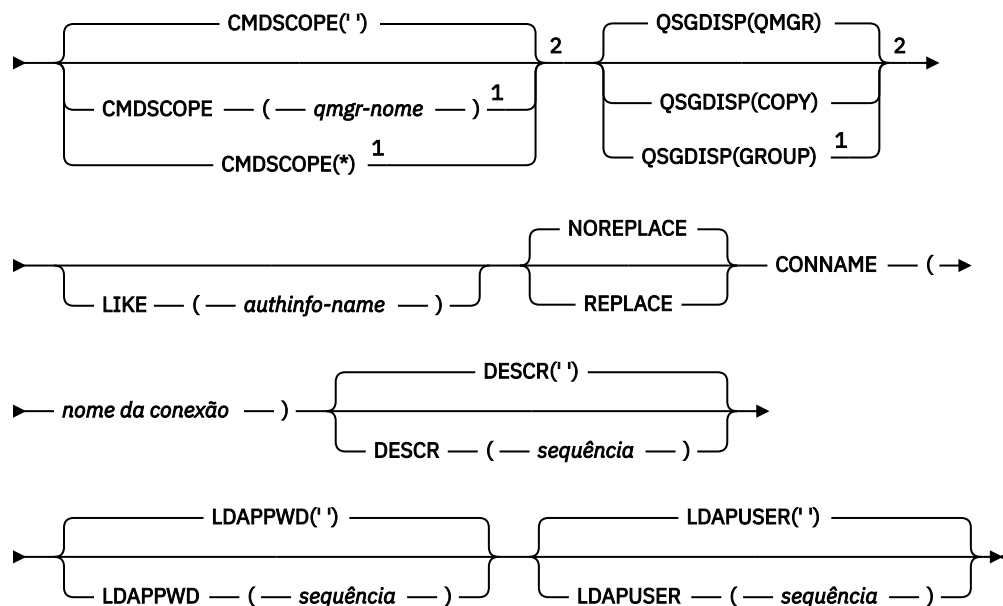 CMDSCOPE(' ')
2
CMDSCOPE ( qmgr-nome ) 1
CMDSCOPE(*) 1
QSGDISP(QMGR)
2
QSGDISP(COPY)
QSGDISP(GROUP) 1
LIKE ( authinfo-name )
NOREPLACE
REPLACE
CONNAME (
nome da conexão )
DESCR(' ')
DESCR ( sequência )
LDAPPWD(' ')
LDAPPWD ( sequência )
LDAPUSER(' ')
LDAPUSER ( sequência )